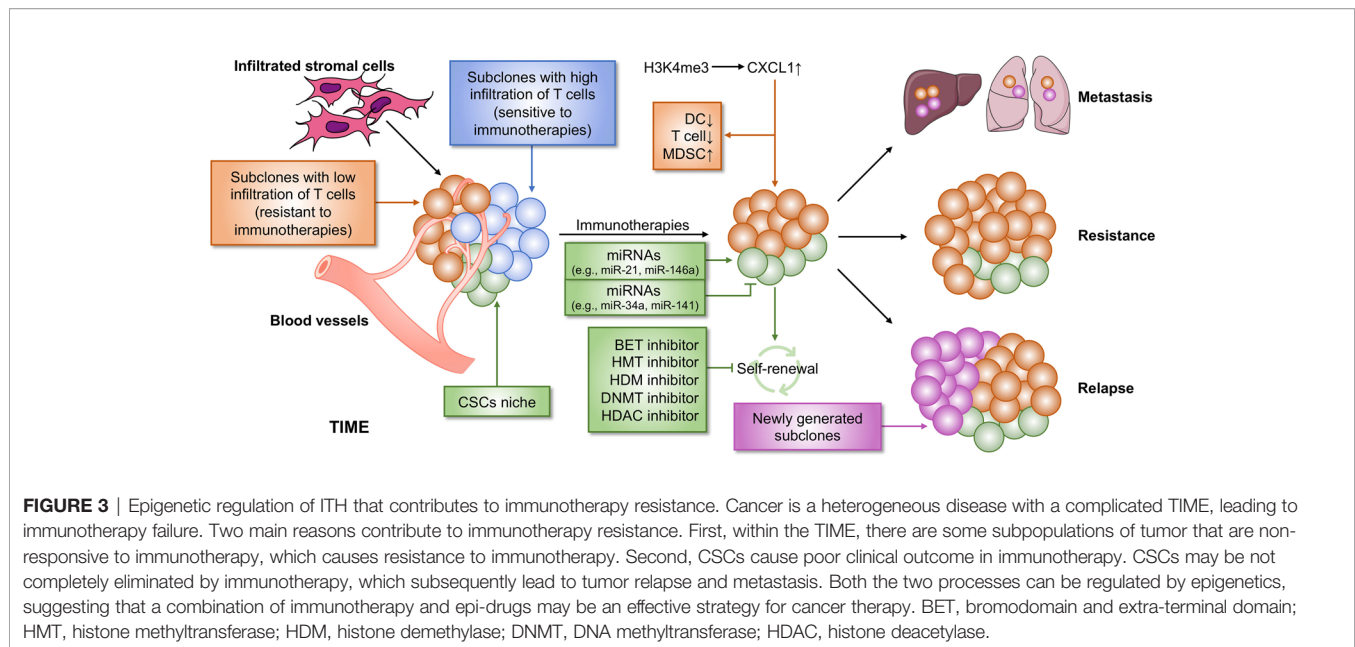 Infiltrated stromal cells
Subclones with high
infiltration of T cells
(sensitive to
immunotherapies)
Subclones with low
infiltration of T cells
(resistant to
immunotherapies)
Blood vessels
CSCs niche
TIME
H3K4me3
CXCL1↑
DC↓
T cell↓
MDSC↑
Immunotherapies
miRNAs
(e.g., miR-21, miR-146a)
miRNAs
(e.g., miR-34a, miR-141)
BET inhibitor
HMT inhibitor
HDM inhibitor
DNMT inhibitor
HDAC inhibitor
Self-renewal
Newly generated
subclones
Metastasis
Resistance
Relapse
FIGURE 3 | Epigenetic regulation of ITH that contributes to immunotherapy resistance. Cancer is a heterogeneous disease with a complicated TIME, leading to
immunotherapy failure. Two main reasons contribute to immunotherapy resistance. First, within the TIME, there are some subpopulations of tumor that are non-
responsive to immunotherapy, which causes resistance to immunotherapy. Second, CSCs cause poor clinical outcome in immunotherapy. CSCs may be not
completely eliminated by immunotherapy, which subsequently lead to tumor relapse and metastasis. Both the two processes can be regulated by epigenetics,
suggesting that a combination of immunotherapy and epi-drugs may be an effective strategy for cancer therapy. BET, bromodomain and extra-terminal domain;
HMT, histone methyltransferase; HDM, histone demethylase; DNMT, DNA methyltransferase; HDAC, histone deacetylase.